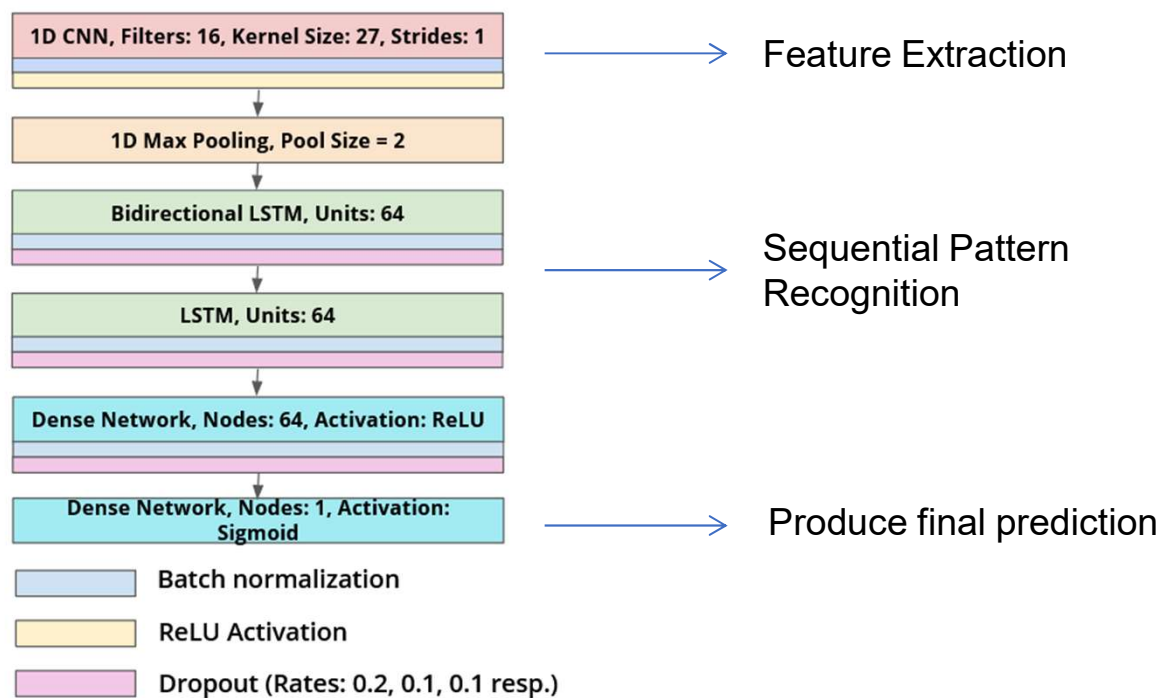 1D CNN, Filters: 16, Kernel Size: 27, Strides: 1
Feature Extraction
1D Max Pooling, Pool Size = 2
Bidirectional LSTM, Units: 64
Sequential Pattern
Recognition
LSTM, Units: 64
Dense Network, Nodes: 64, Activation: ReLU
Dense Network, Nodes: 1, Activation:
Sigmoid
Produce final prediction
Batch normalization
ReLU Activation
Dropout (Rates: 0.2, 0.1, 0.1 resp.)